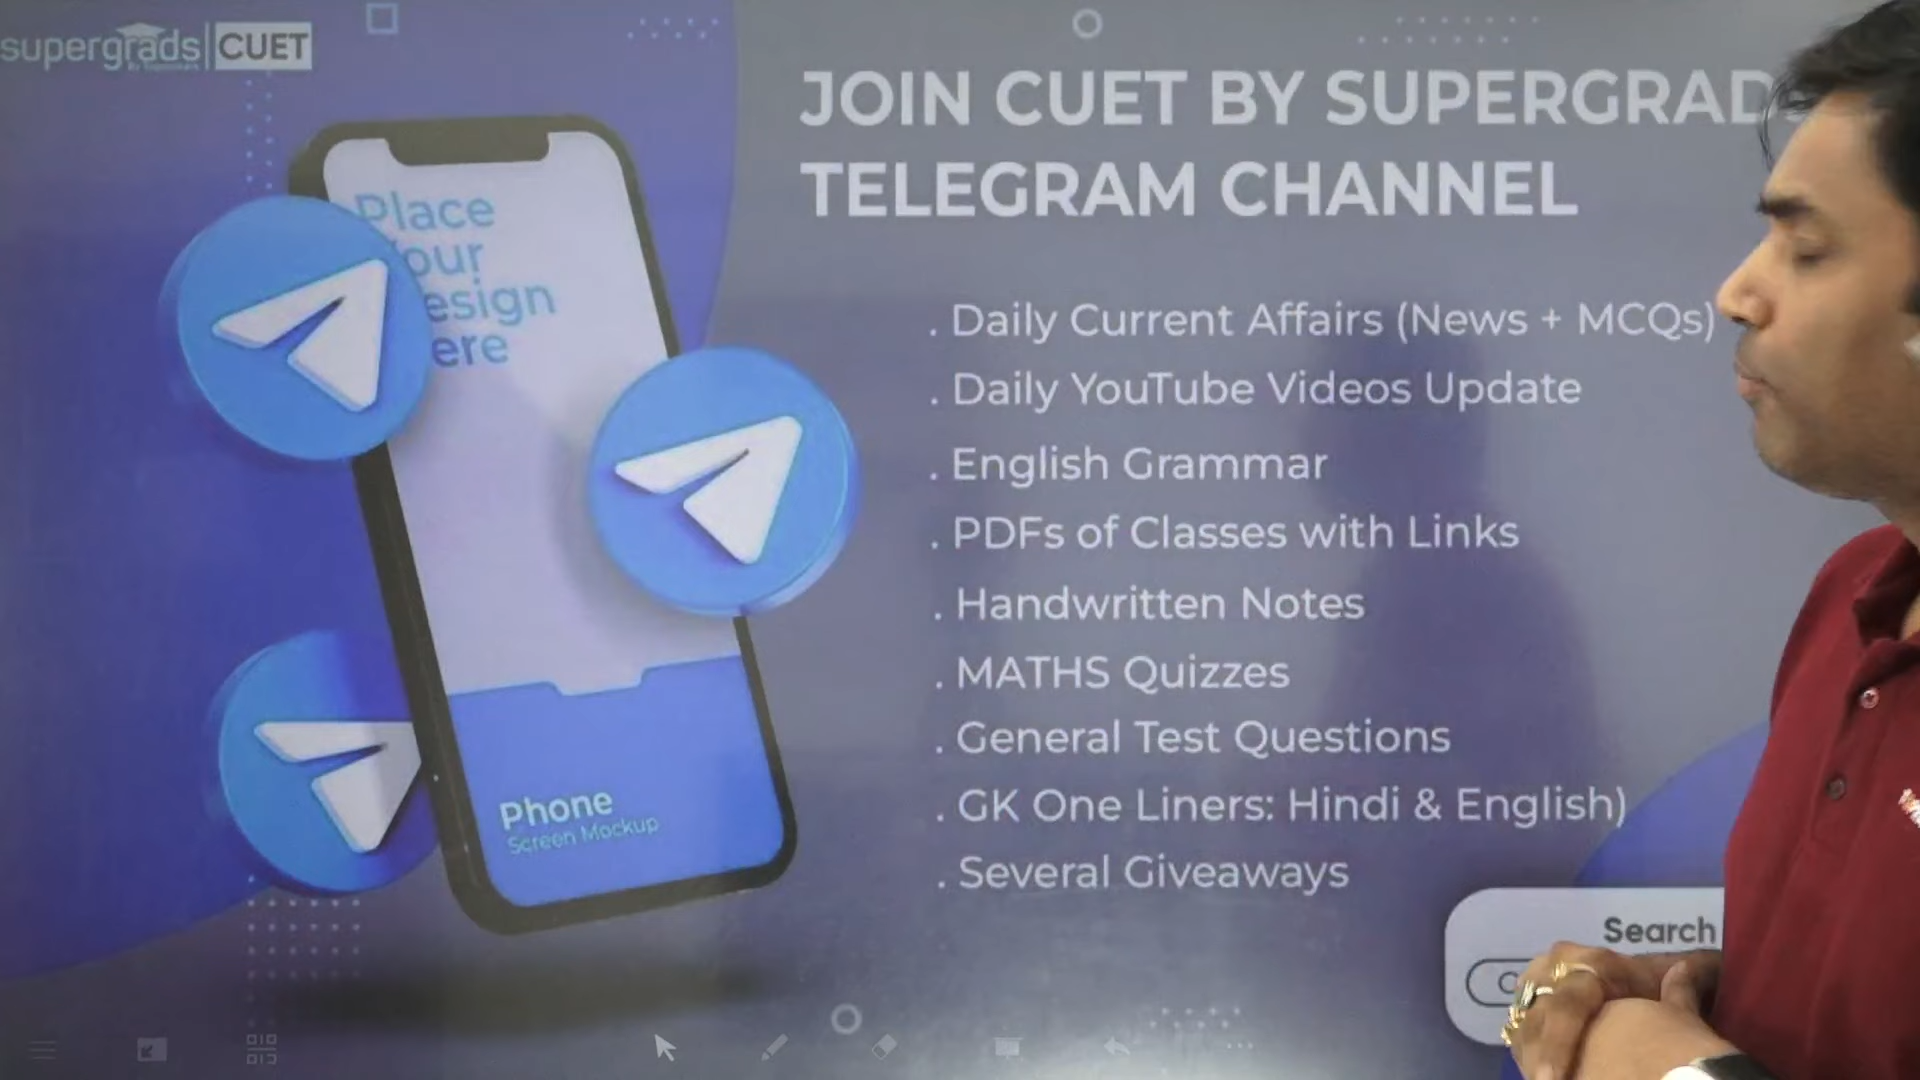 supergrads CUET
JOIN CUET BY SUPERGRAD
TELEGRAM CHANNEL
Place
our
esign
ere
. Daily Current Affairs (News + MCQs)
. Daily YouTube Videos Update
. English Grammar
. PDFs of Classes with Links
. Handwritten Notes
. MATHS Quizzes
. General Test Questions
. GK One Liners: Hindi & English)
. Several Giveaways
Phone
Screen Mockup
Search